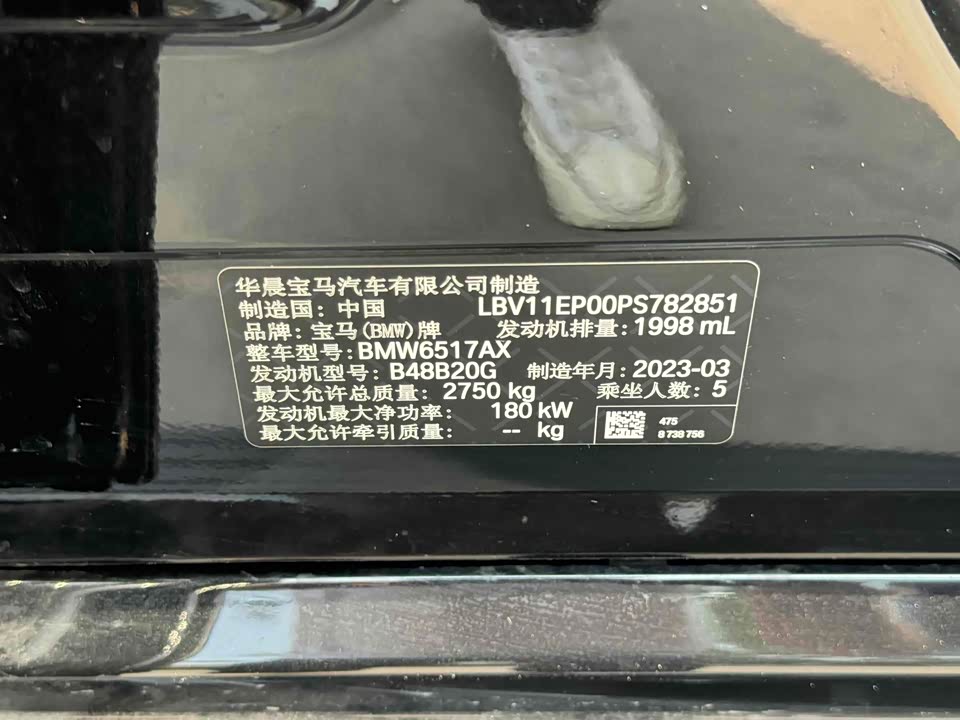 华晨宝马汽车有限公司制造
制造国: 中国 LBV11EP00PS782851
品牌: 宝马(BMW)牌 发动机排量: 1998 mL
整车型号: BMW6517AX
发动机型号: B48B20G 制造年月: 2023-03
最大允许总质量: 2750 kg 乘坐人数: 5
发动机最大净功率: 180 kW
最大允许牵引质量: -- kg
475
8 738 756